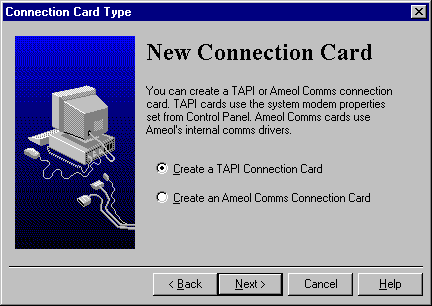 Connection Card Type
New Connection Card
You can create a TAPI or Ameol Comms connection
card. TAPI cards use the system modem properties
set from Control Panel. Ameol Comms cards use
Ameol's internal comms drivers.
Create a TAPI Connection Card
Create an Ameol Comms Connection Card
< Back
Next >
Cancel
Help